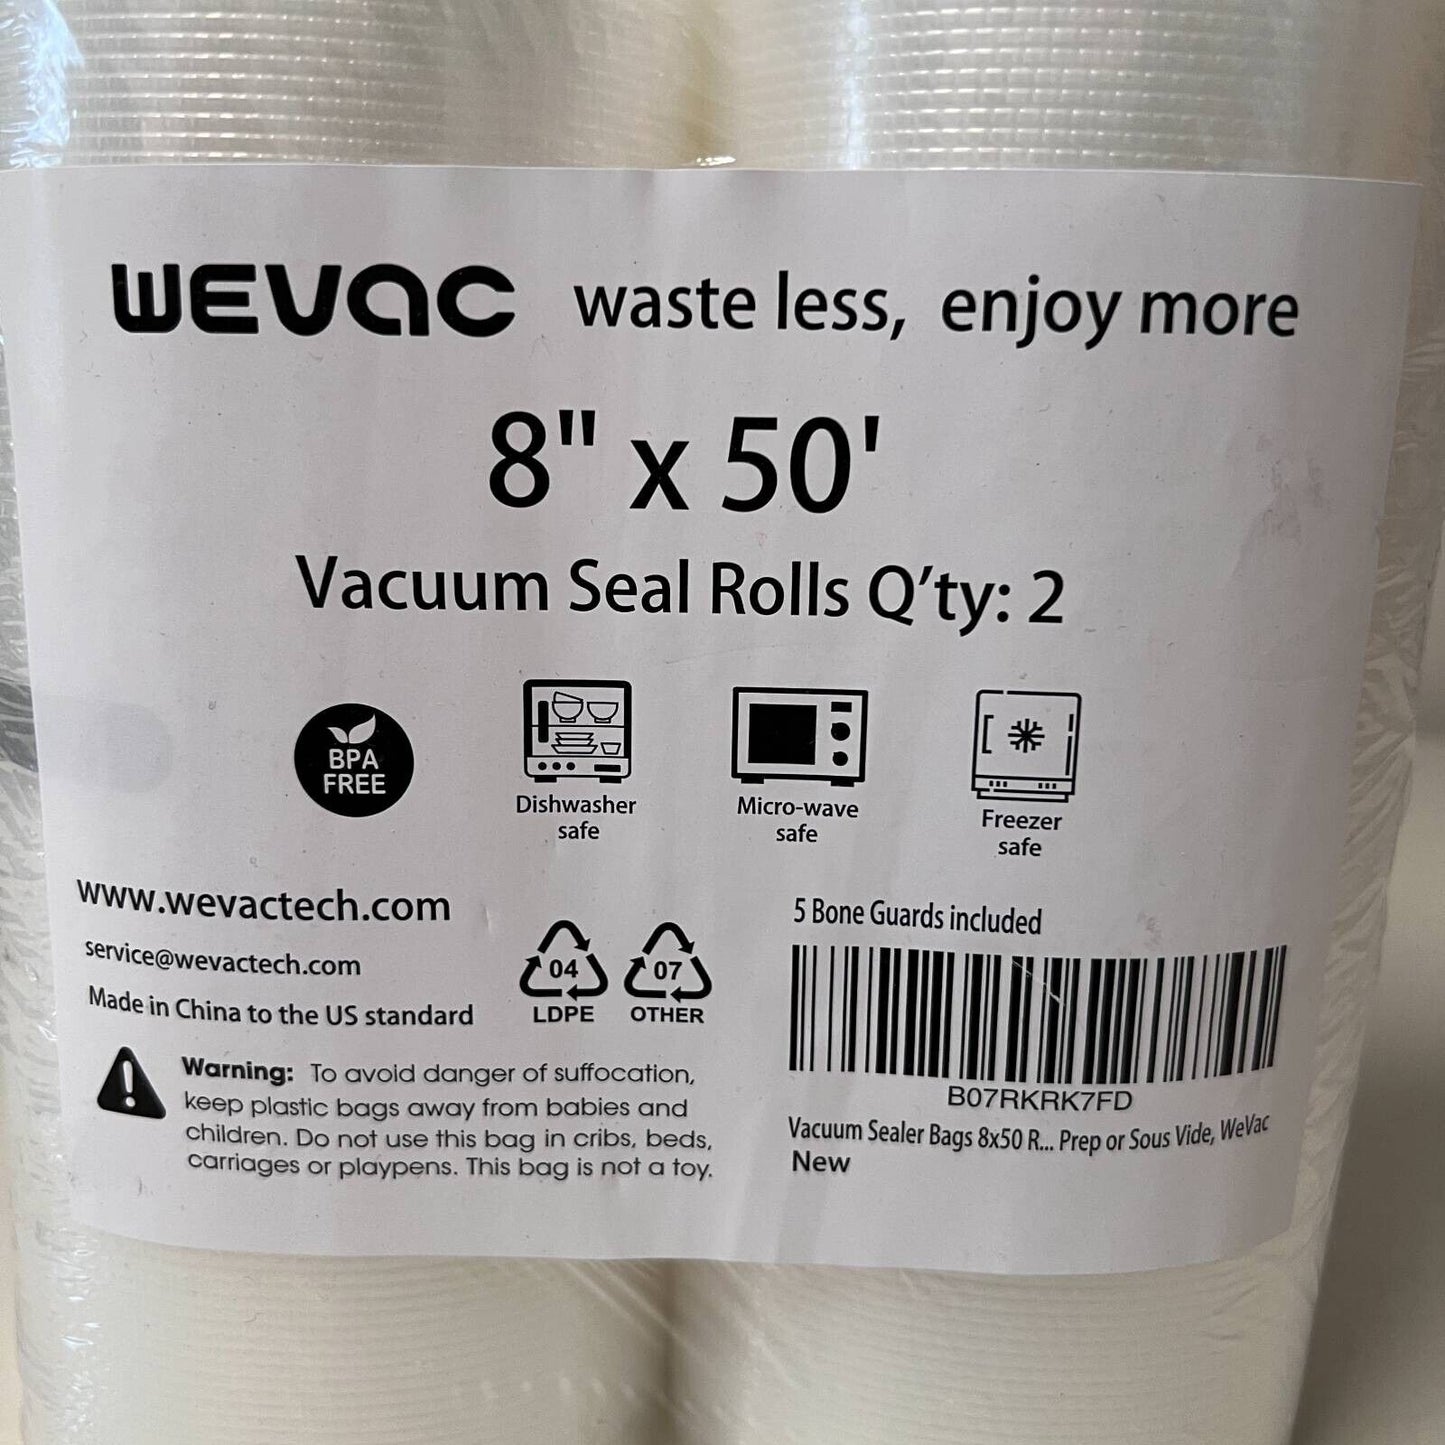 WEVAC waste less, enjoy more
8" x 50'
Vacuum Seal Rolls Q’ty: 2
BPA
FREE
Dishwasher
safe
Micro-wave
safe
Freezer
safe
www.wevactech.com
service@wevactech.com
Made in China to the US standard
04
LDPE
07
OTHER
5 Bone Guards included
B07RKRK7FD
Vacuum Sealer Bags 8x50 R... Prep or Sous Vide, WeVac
New
Warning: To avoid danger of suffocation,
keep plastic bags away from babies and
children. Do not use this bag in cribs, beds,
carriages or playpens. This bag is not a toy.